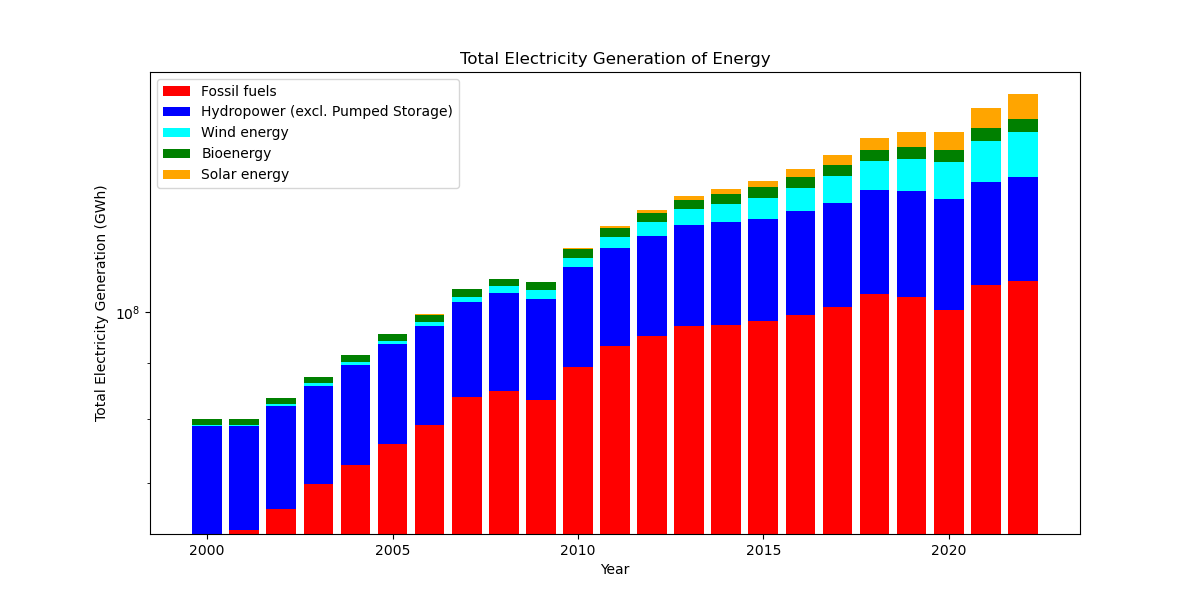 Total Electricity Generation of Energy
Fossil fuels
Hydropower (excl. Pumped Storage)
Wind energy
Bioenergy
Solar energy
Total Electricity Generation (GWh)
10⁸
2000 2005 2010 2015 2020
Year